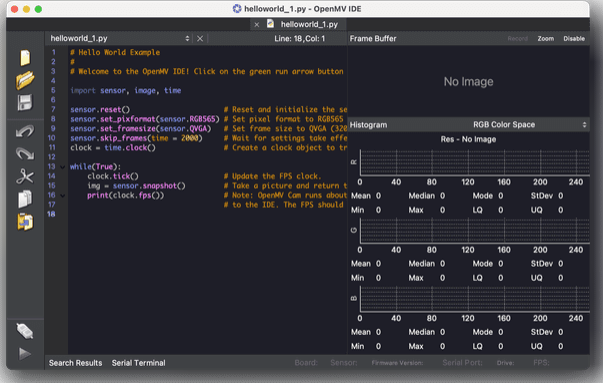 helloworld_1.py - OpenMV IDE
helloworld_1.py
helloworld_1.py
Line: 18,Col: 1
Frame Buffer
Record
Zoom
Disable
1 # Hello World Example
2 #
3 # Welcome to the OpenMV IDE! Click on the green run arrow button
4
5 import sensor, image, time
6
7 sensor.reset() # Reset and initialize the se
8 sensor.set_pixformat(sensor.RGB565) # Set pixel format to RGB565
9 sensor.set_framesize(sensor.QVGA) # Set frame size to QVGA (320
10 sensor.skip_frames(time = 2000) # Wait for settings take effe
11 clock = time.clock() # Create a clock object to tr
12
13 while(True):
14 clock.tick() # Update the FPS clock.
15 img = sensor.snapshot() # Take a picture and return t
16 print(clock.fps()) # Note: OpenMV Cam runs about
17 # to the IDE. The FPS should
18
No Image
Histogram
RGB Color Space
Res - No Image
R
0 40 80 120 160 200 240
Mean 0 Median 0 Mode 0 StDev 0
Min 0 Max 0 LQ 0 UQ 0
G
0 40 80 120 160 200 240
Mean 0 Median 0 Mode 0 StDev 0
Min 0 Max 0 LQ 0 UQ 0
B
0 40 80 120 160 200 240
Mean 0 Median 0 Mode 0 StDev 0
Min 0 Max 0 LQ 0 UQ 0
Search Results Serial Terminal Board: Sensor: Firmware Version: Serial Port: Drive: FPS: